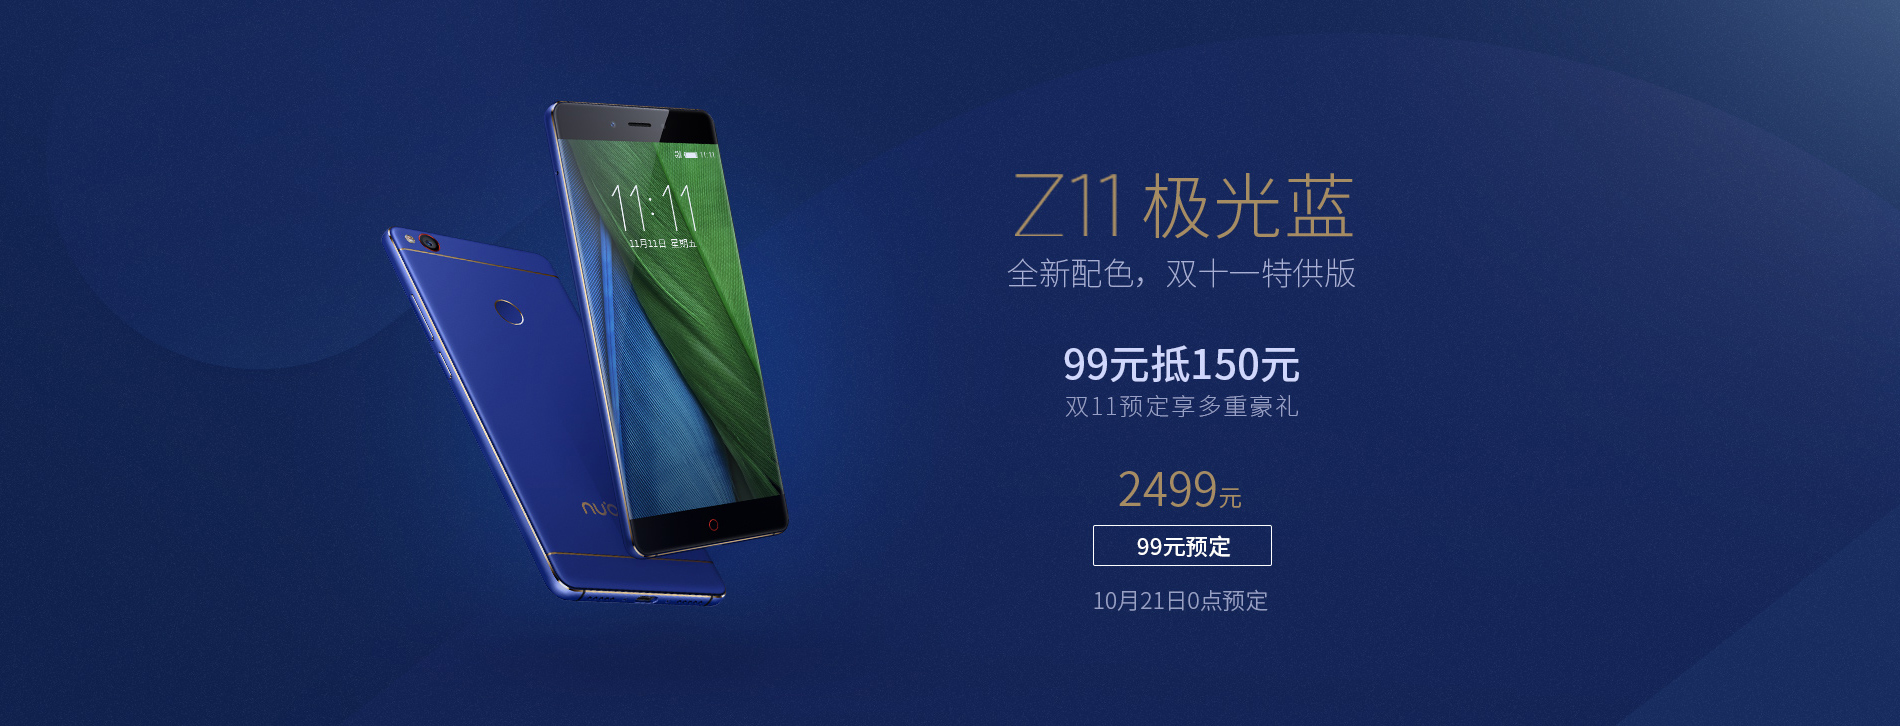 11:11
11:11
11月11日 星期五
Z11 极光蓝
全新配色，双十一特供版
99元抵150元
双11预定享多重豪礼
2499元
99元预定
10月21日0点预定